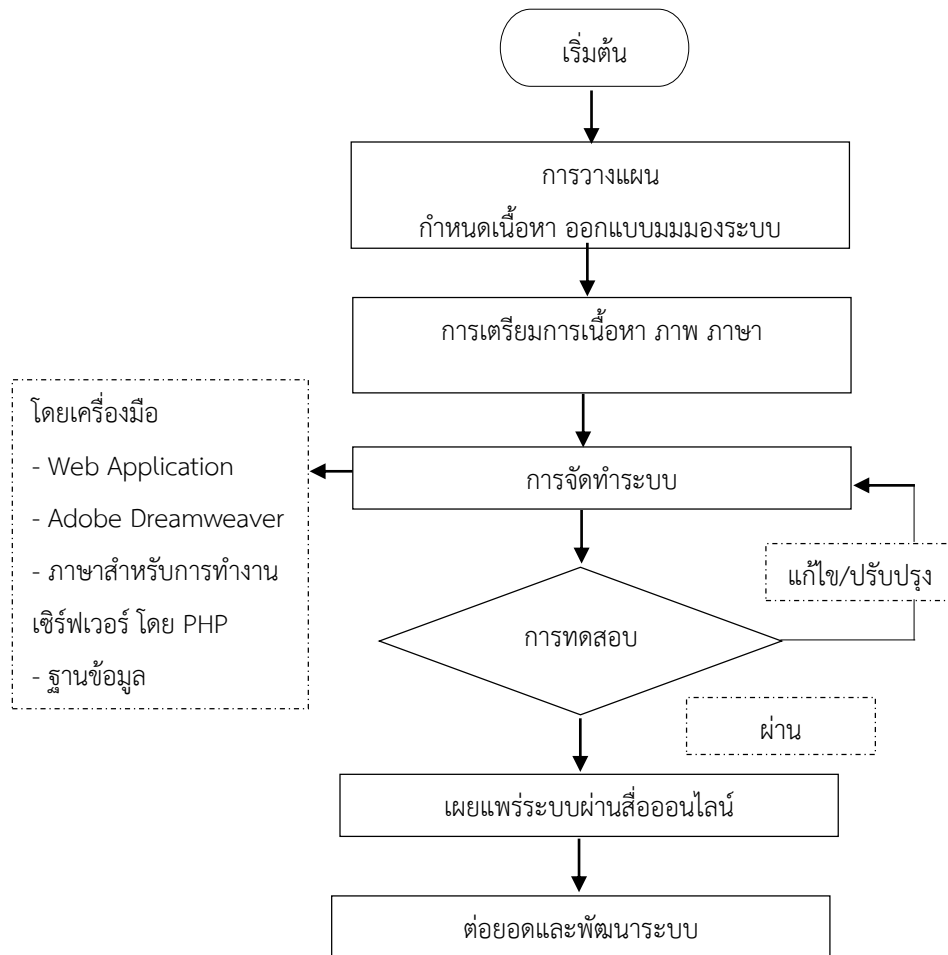 เริ่มต้น
การวางแผน
กำหนดเนื้อหา ออกแบบมมมองระบบ
การเตรียมการเนื้อหา ภาพ ภาษา
โดยเครื่องมือ
- Web Application
- Adobe Dreamweaver
- ภาษาสำหรับการทำงาน
เซิร์ฟเวอร์ โดย PHP
- ฐานข้อมูล
การจัดทำระบบ
แก้ไข/ปรับปรุง
การทดสอบ
ผ่าน
เผยแพร่ระบบผ่านสื่อออนไลน์
ต่อยอดและพัฒนาระบบ